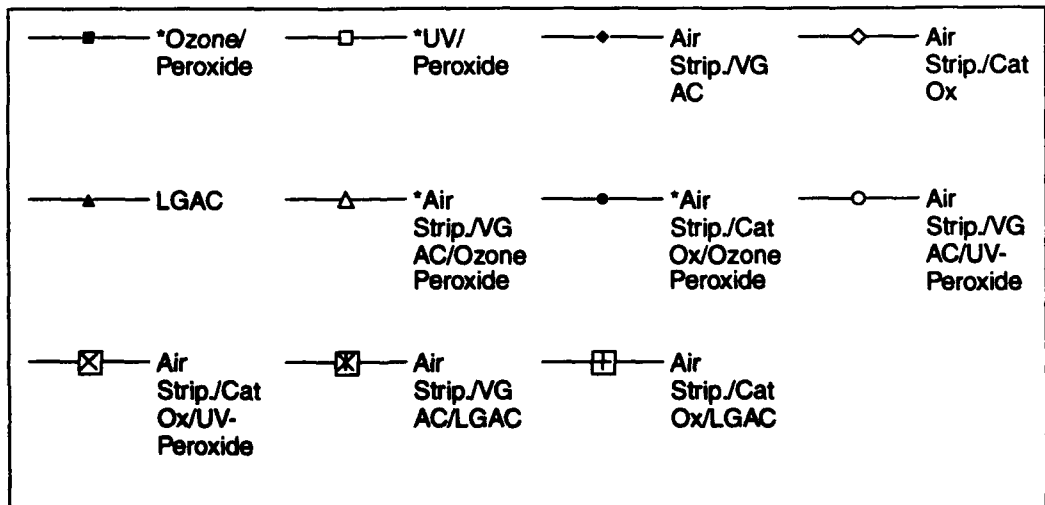 *Ozone/
Peroxide
*UV/
Peroxide
Air
Strip./VG
AC
Air
Strip./Cat
Ox
LGAC
*Air
Strip./VG
AC/Ozone
Peroxide
*Air
Strip./Cat
Ox/Ozone
Peroxide
Air
Strip./VG
AC/UV-
Peroxide
Air
Strip./Cat
Ox/UV-
Peroxide
Air
Strip./VG
AC/LGAC
Air
Strip./Cat
Ox/LGAC